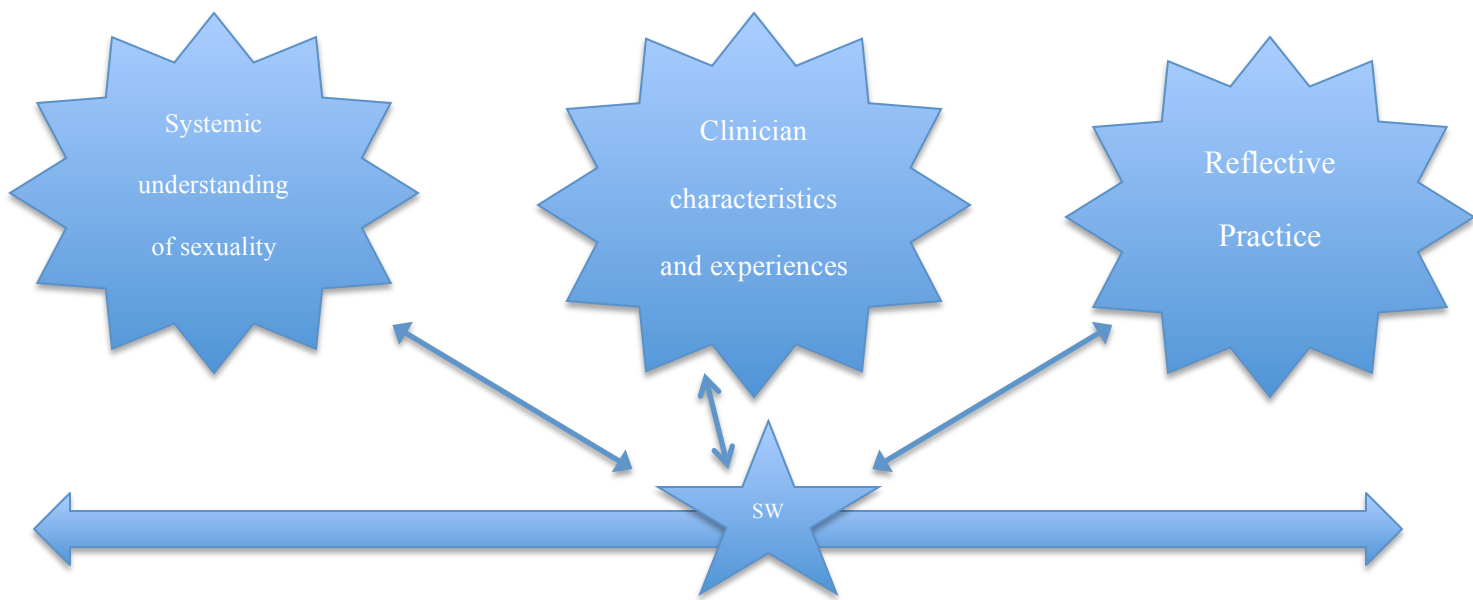 Systemic
understanding
of sexuality
Clinician
characteristics
and experiences
Reflective
Practice
SW